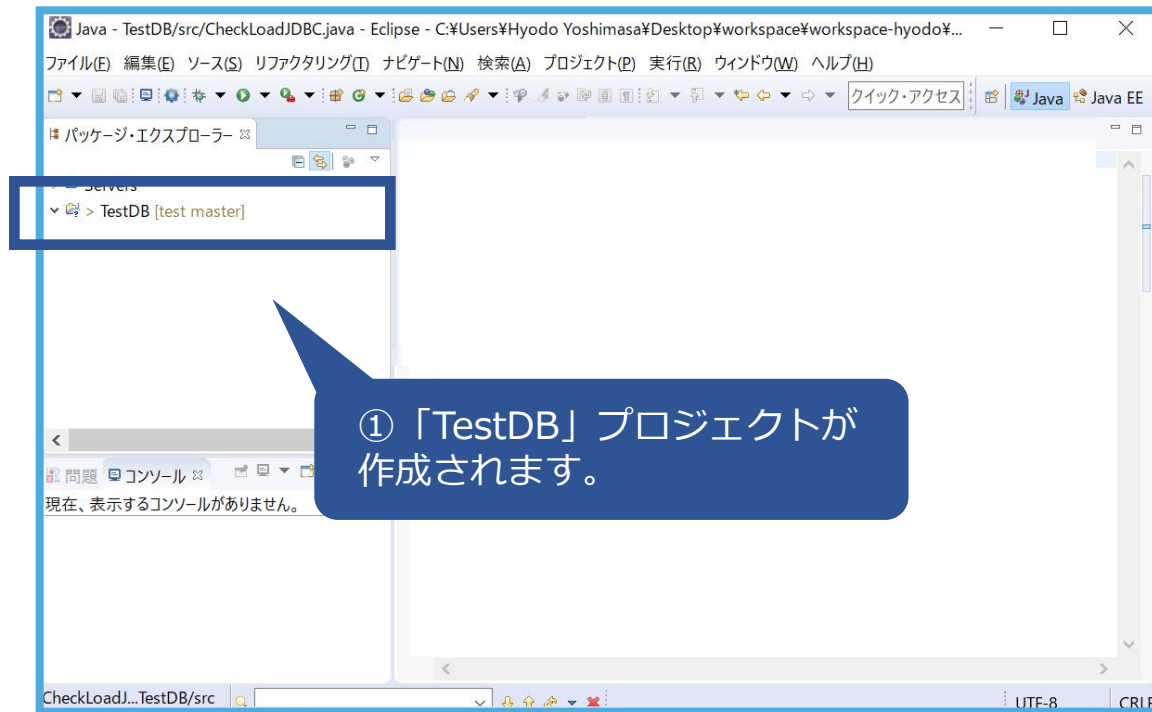 Java - TestDB/src/CheckLoadJDBC.java - Eclipse - C:¥Users¥Hyodo Yoshimasa¥Desktop¥workspace¥workspace-hyodo¥...
ファイル(F) 編集(E) ソース(S) リファクタリング(T) ナビゲート(N) 検索(A) プロジェクト(P) 実行(R) ウィンドウ(W) ヘルプ(H)
クイック・アクセス Java Java EE
パッケージ・エクスプローラー
Servers
> TestDB [test master]
①「TestDB」プロジェクトが
作成されます。
問題 コンソール
現在、表示するコンソールがありません。
CheckLoadJ...TestDB/src UTF-8 CRLF